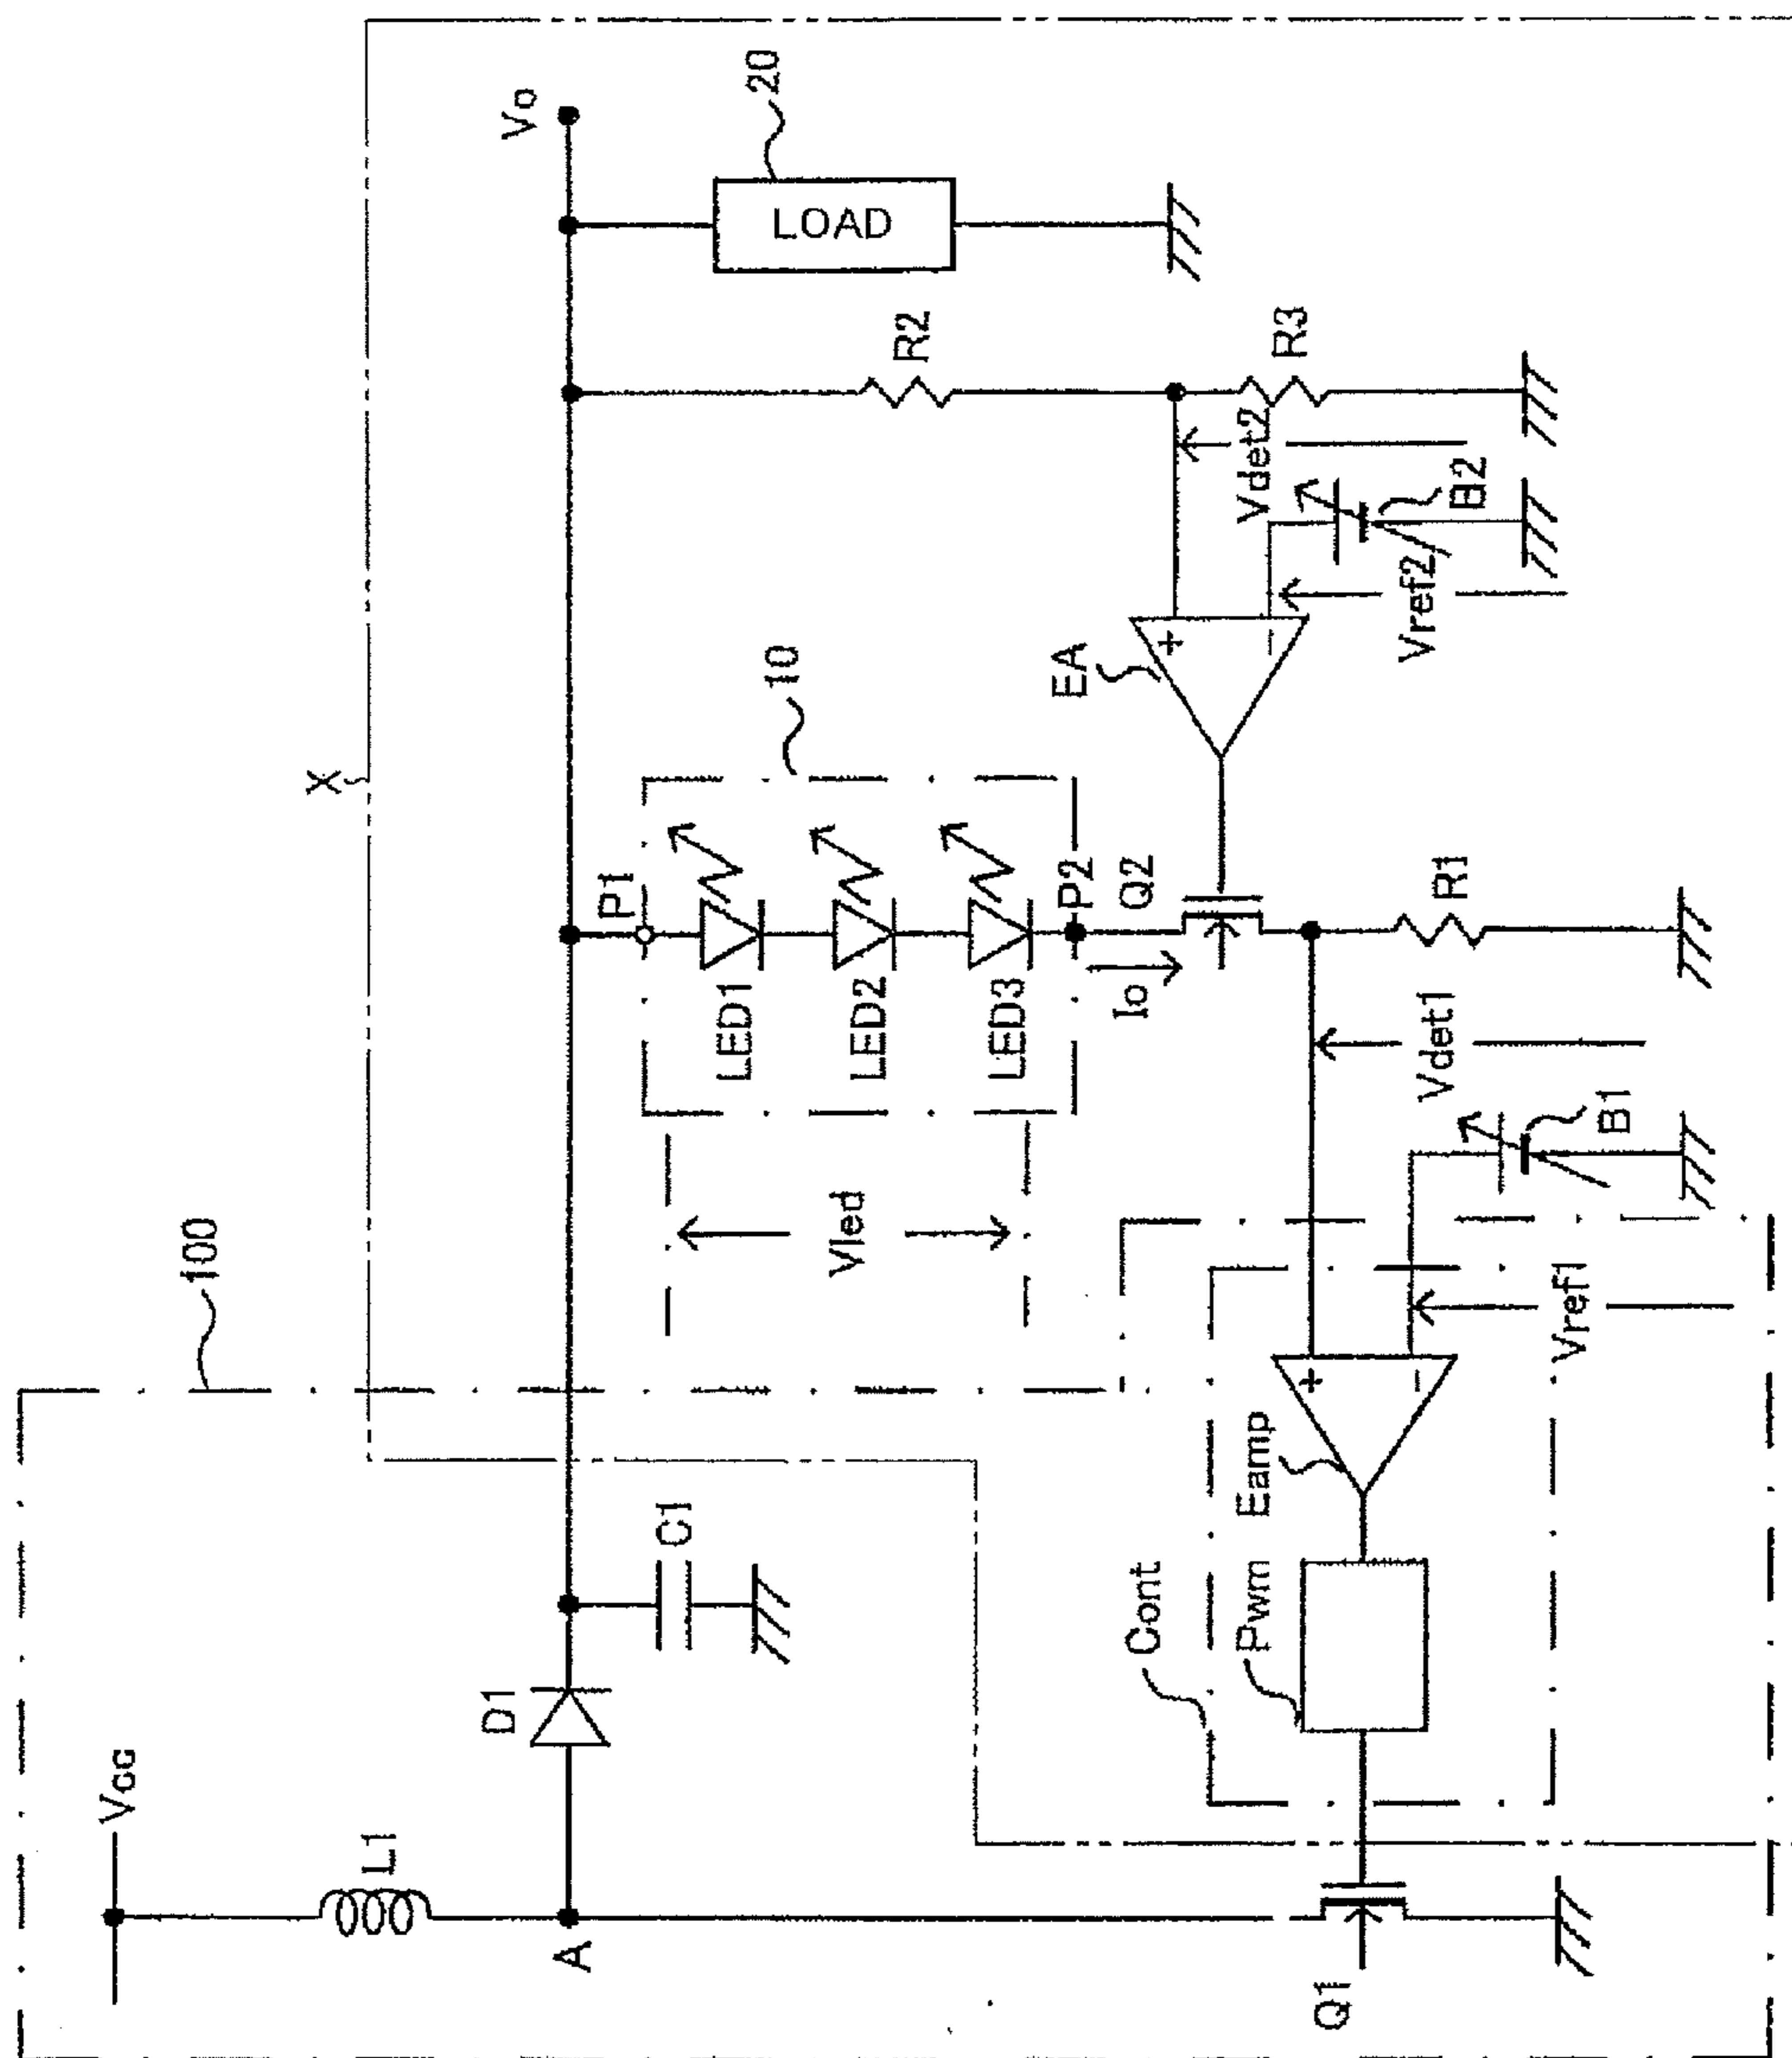 100
Vcc
L1
A
D1
C1
Q1
X
Vo
P1
10
LED1
LED2
LED3
Vled
P2
Q2
Io
EA
+
−
R2
R3
LOAD
20
Vdet2
Vref2
B2
R1
Vdet1
Vref1
B1
Cont
Pwm
Eamp
+
−